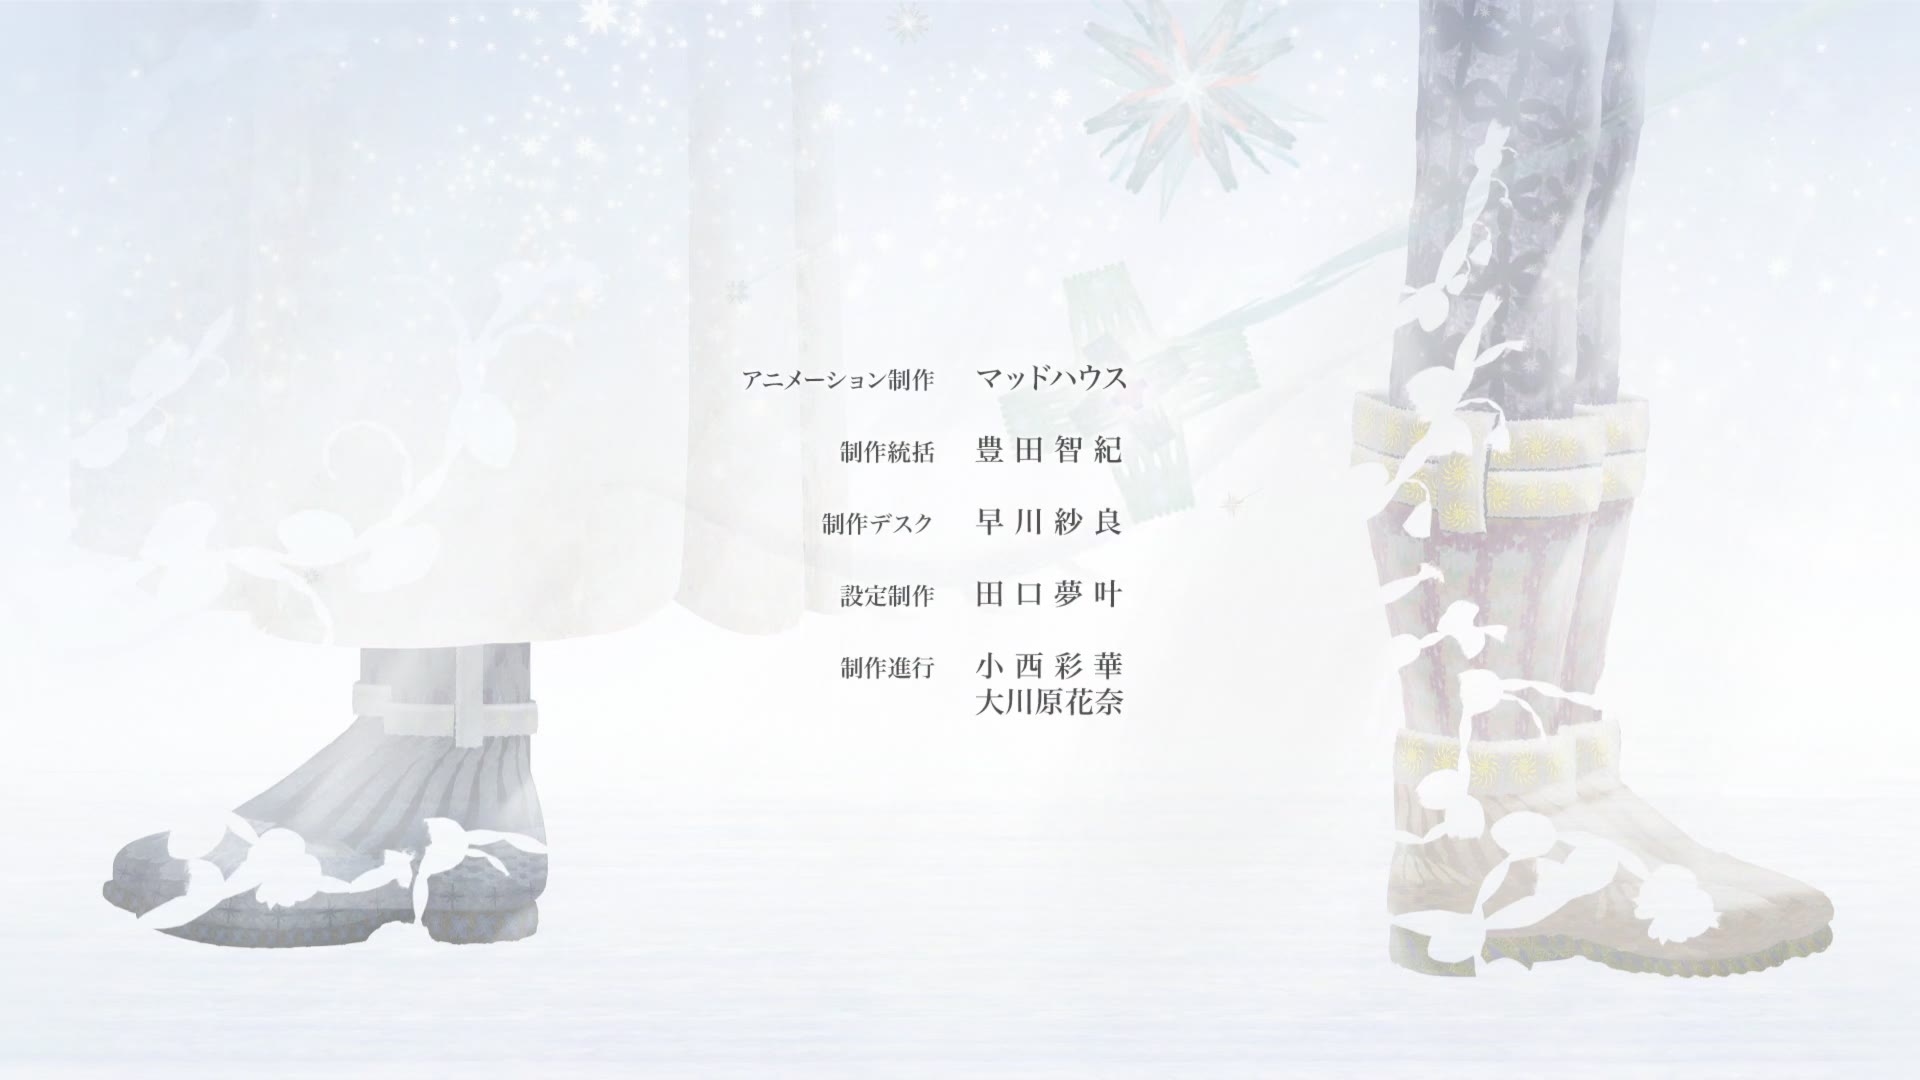 アニメーション制作 マッドハウス
制作統括 豊田智紀
制作デスク 早川紗良
設定制作 田口夢叶
制作進行 小西彩華
大川原花奈